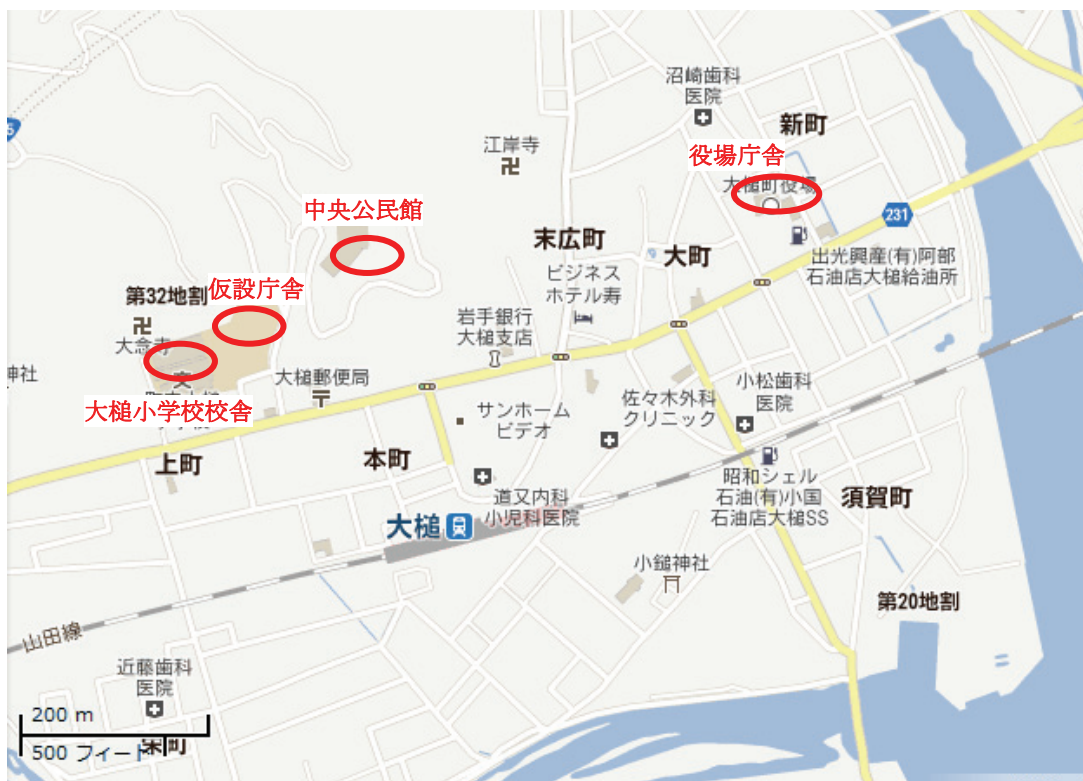 沼崎歯科
医院
新町
江岸寺
役場庁舎
大槌町役場
中央公民館
231
末広町
大町
出光興産(有)阿部
石油店大槌給油所
ビジネス
ホテル寿
仮設庁舎
第32地割
岩手銀行
大槌支店
大念寺
神社
大槌郵便局
小松歯科
医院
佐々木外科
クリニック
サンホーム
ビデオ
大槌小学校校舎
上町
本町
道又内科
小児科医院
昭和シェル
石油(有)小国
石油店大槌SS
須賀町
大槌
小鎚神社
第20地割
山田線
近藤歯科
医院
200 m
500 フィート
栄町